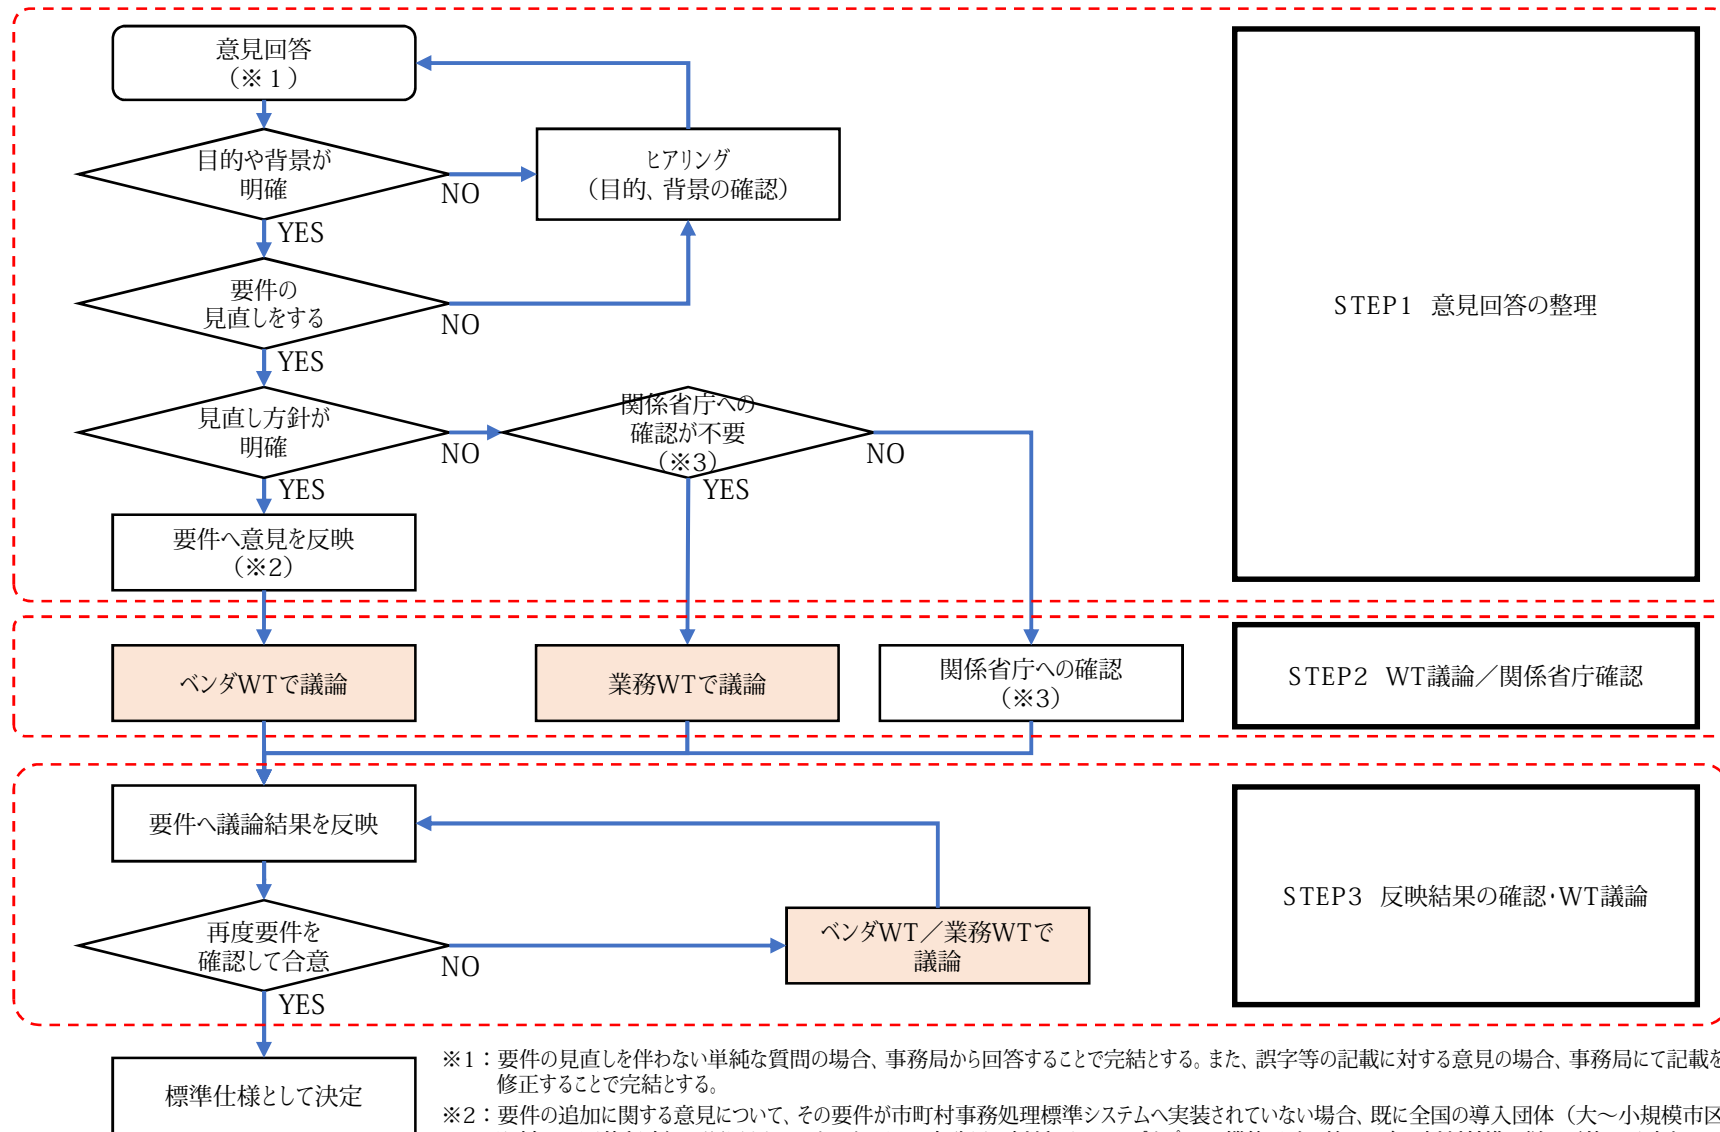 意見回答
（※１）
目的や背景が
明確
NO
YES
ヒアリング
（目的、背景の確認）
要件の
見直しをする
NO
YES
見直し方針が
明確
NO
YES
関係省庁への
確認が不要
（※3）
NO
YES
要件へ意見を反映
（※2）
STEP1　意見回答の整理
ベンダWTで議論
業務WTで議論
関係省庁への確認
（※3）
STEP2　WT議論／関係省庁確認
要件へ議論結果を反映
再度要件を
確認して合意
NO
YES
ベンダWT／業務WTで
議論
STEP3　反映結果の確認・WT議論
標準仕様として決定
※1：要件の見直しを伴わない単純な質問の場合、事務局から回答することで完結とする。また、誤字等の記載に対する意見の場合、事務局にて記載を
修正することで完結とする。
※2：要件の追加に関する意見について、その要件が市町村事務処理標準システムへ実装されていない場合、既に全国の導入団体（大～小規模市区